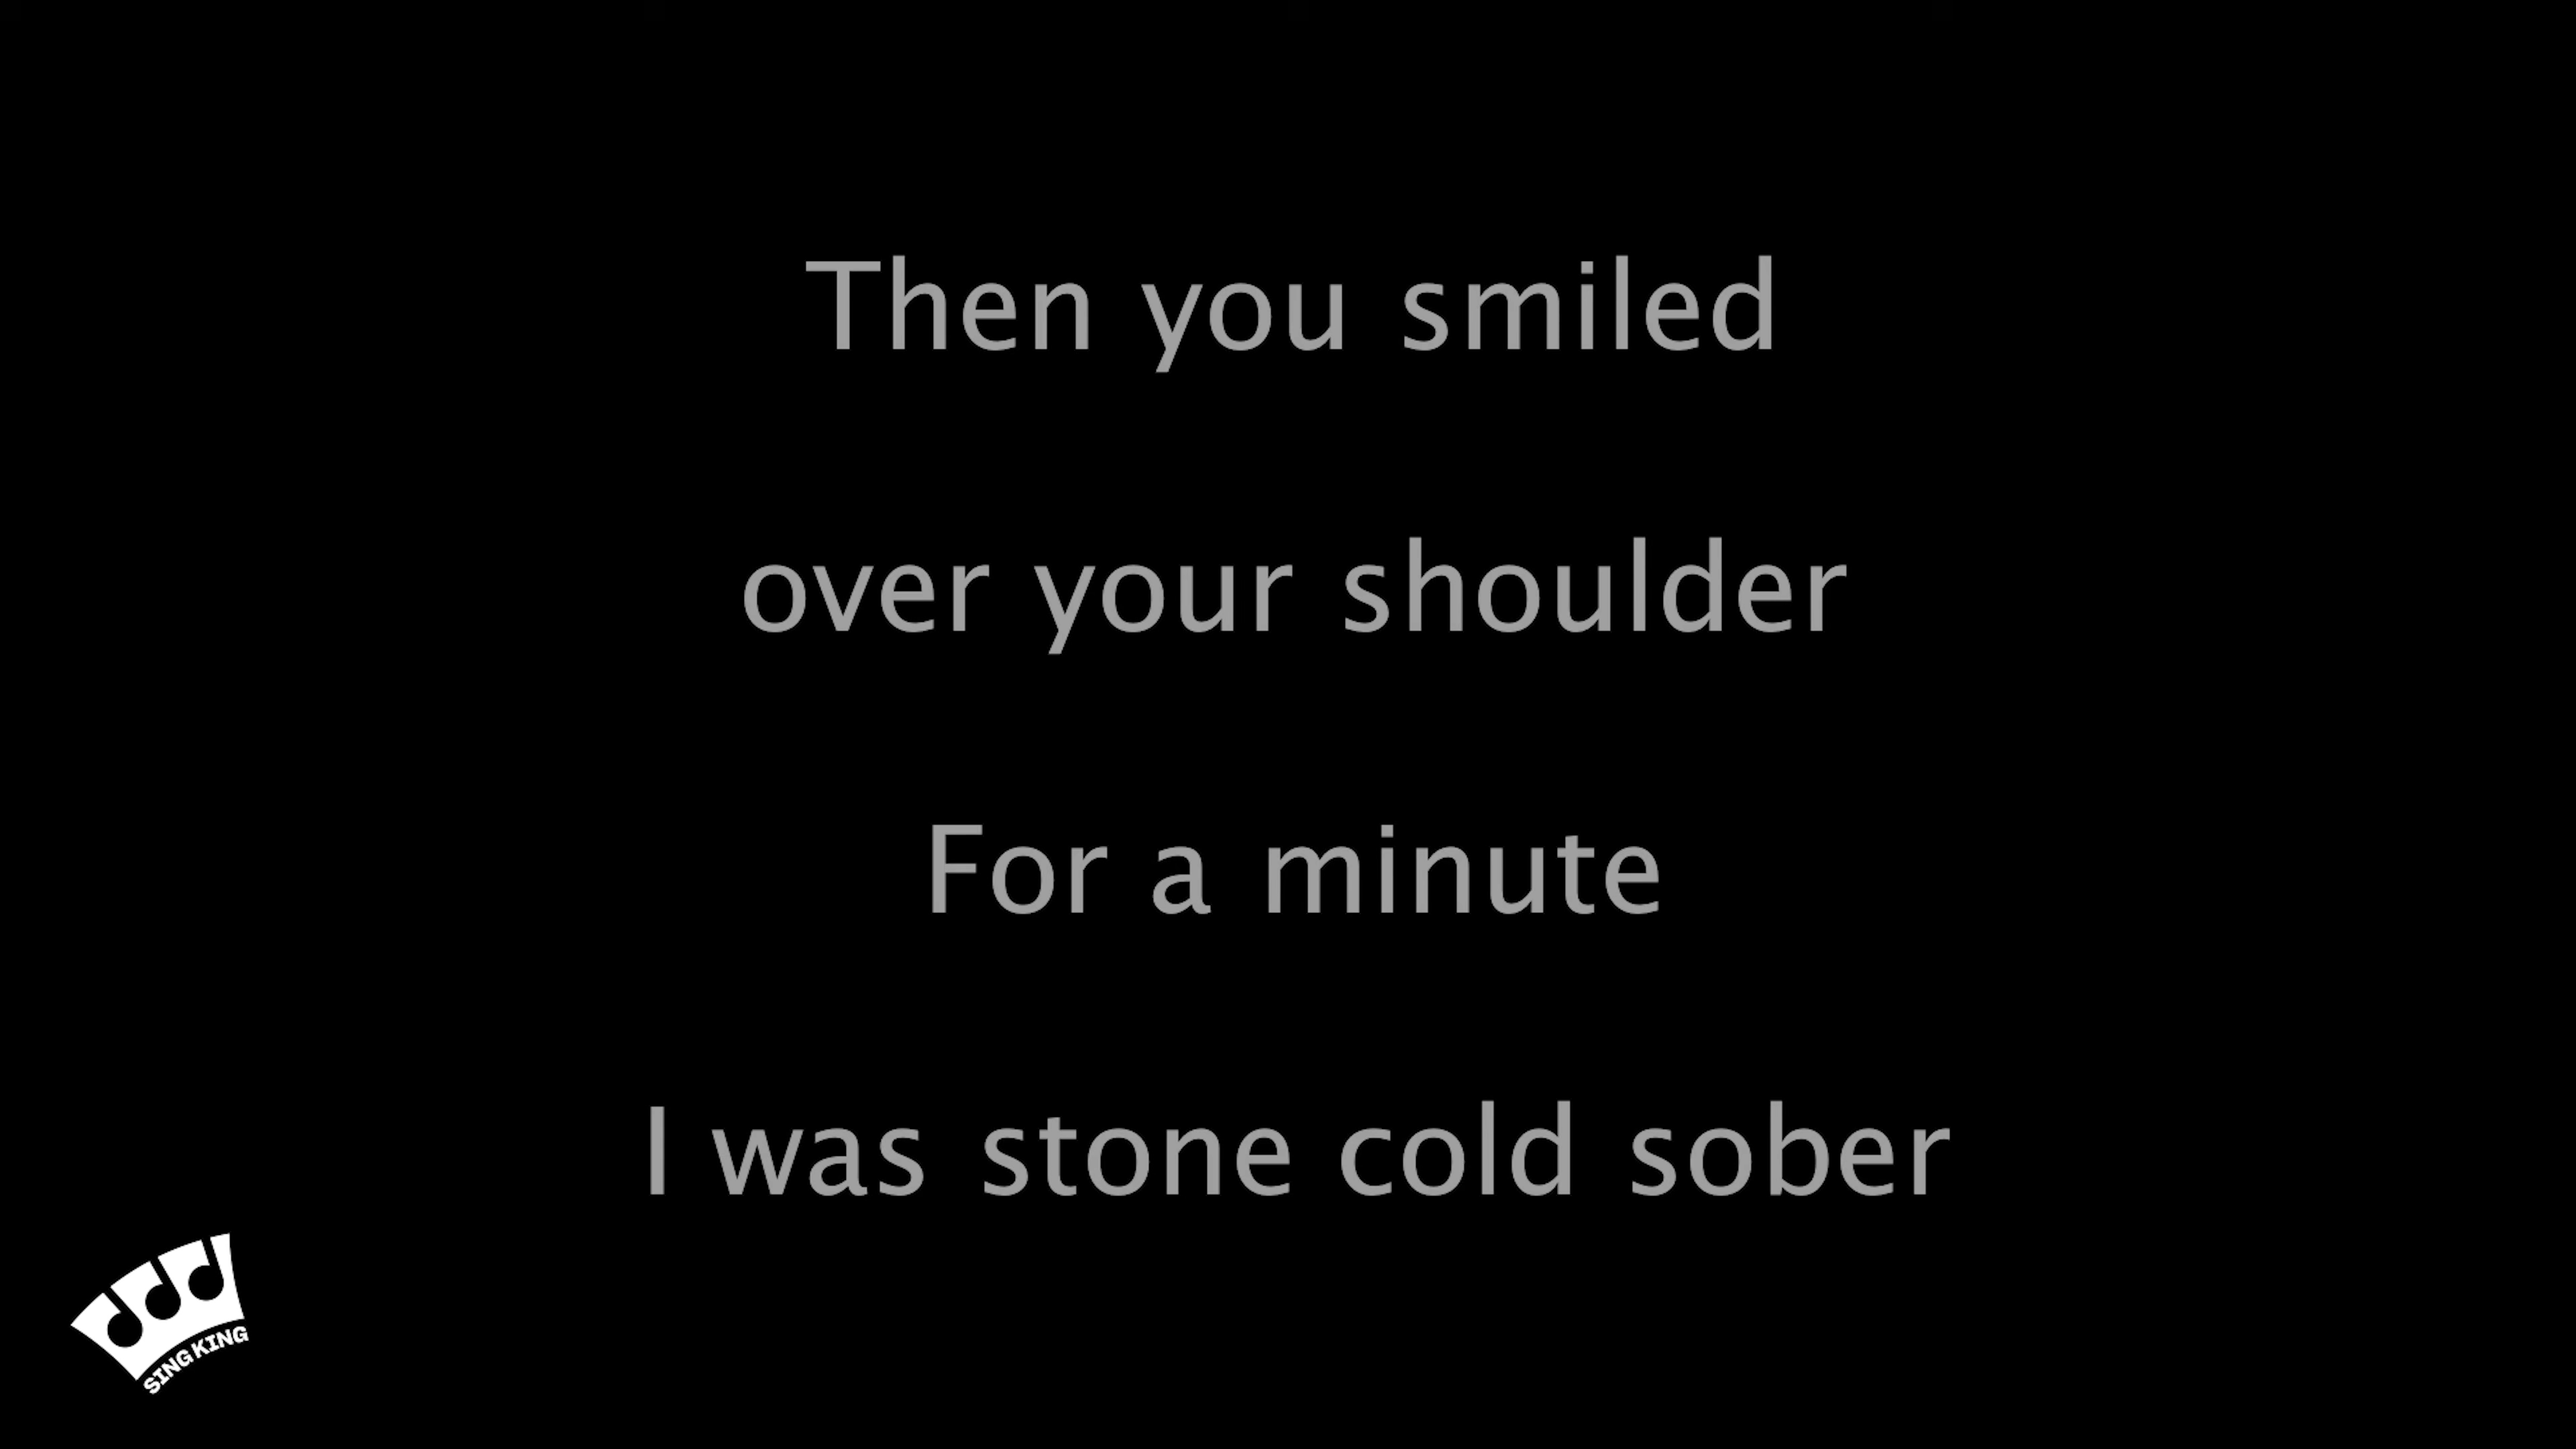 Then you smiled
over your shoulder
For a minute
I was stone cold sober
SING KING